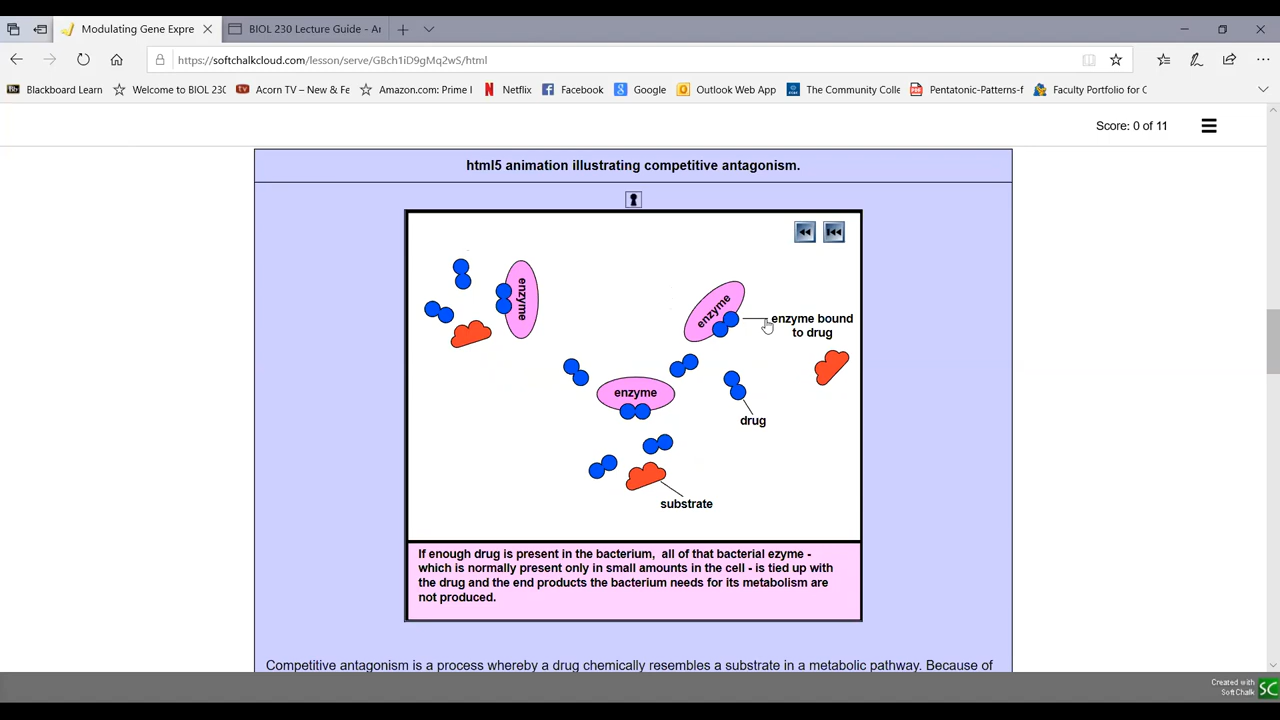 Modulating Gene Expre
BIOL 230 Lecture Guide - Ar
https://softchalkcloud.com/lesson/serve/GBch1iD9gMq2wS/html
Blackboard Learn
Welcome to BIOL 230
Acorn TV – New & Fe
Amazon.com: Prime I
Netflix
Facebook
Google
Outlook Web App
The Community Colle
Pentatonic-Patterns-f
Faculty Portfolio for C
Score: 0 of 11
html5 animation illustrating competitive antagonism.
enzyme
enzyme
enzyme bound
to drug
enzyme
drug
substrate
If enough drug is present in the bacterium, all of that bacterial ezyme -
which is normally present only in small amounts in the cell - is tied up with
the drug and the end products the bacterium needs for its metabolism are
not produced.
Competitive antagonism is a process whereby a drug chemically resembles a substrate in a metabolic pathway. Because of
Created with
SoftChalk
SC